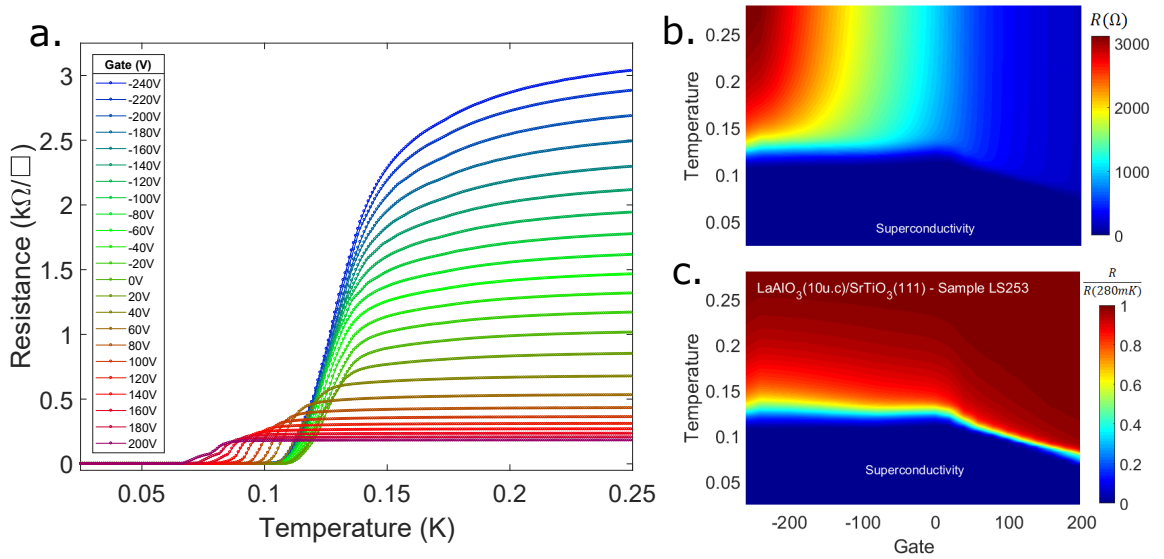 a.
Gate (V)
-240V
-220V
-200V
-180V
-160V
-140V
-120V
-100V
-80V
-60V
-40V
-20V
0V
20V
40V
60V
80V
100V
120V
140V
160V
180V
200V
3
2.5
2
1.5
1
0.5
0
Resistance (kΩ/□)
0.05
0.1
0.15
0.2
0.25
Temperature (K)
b.
R(Ω)
0.25
0.2
0.15
0.1
0.05
Temperature
Superconductivity
3000
2000
1000
0
c.
LaAlO₃(10u.c)/SrTiO₃(111) - Sample LS253
R
R(280mK)
0.25
0.2
0.15
0.1
0.05
Temperature
Superconductivity
1
0.8
0.6
0.4
0.2
0
-200
-100
0
100
200
Gate